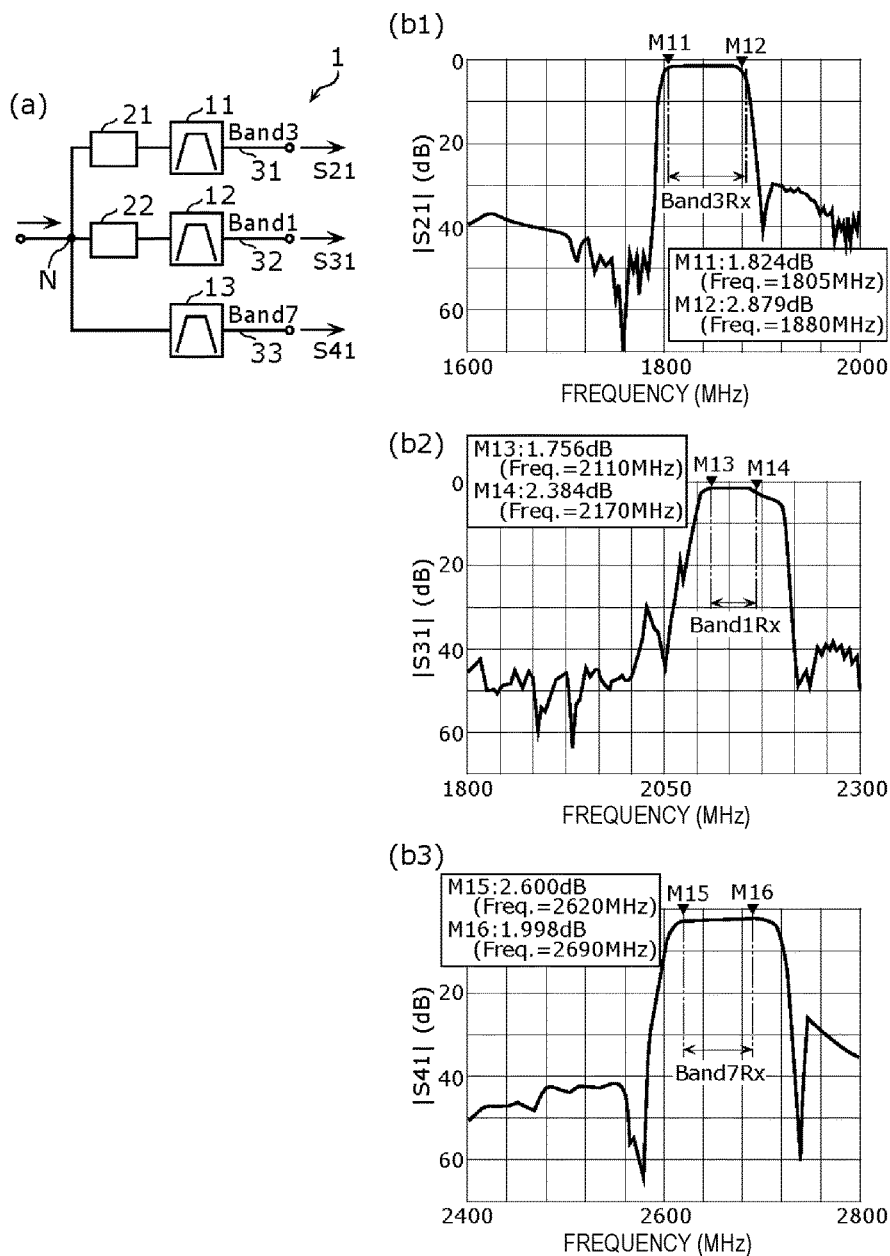 (a)
1
21
11
Band3
31
S21
22
12
Band1
N
32
S31
13
Band7
33
S41
(b1)
M11
M12
0
20
40
60
|S21| (dB)
Band3Rx
M11:1.824dB
(Freq.=1805MHz)
M12:2.879dB
(Freq.=1880MHz)
1600
1800
2000
FREQUENCY (MHz)
(b2)
M13:1.756dB
(Freq.=2110MHz)
M14:2.384dB
(Freq.=2170MHz)
M13
M14
0
20
40
60
|S31| (dB)
Band1Rx
1800
2050
2300
FREQUENCY (MHz)
(b3)
M15:2.600dB
(Freq.=2620MHz)
M16:1.998dB
(Freq.=2690MHz)
M15
M16
20
40
60
|S41| (dB)
Band7Rx
2400
2600
2800
FREQUENCY (MHz)